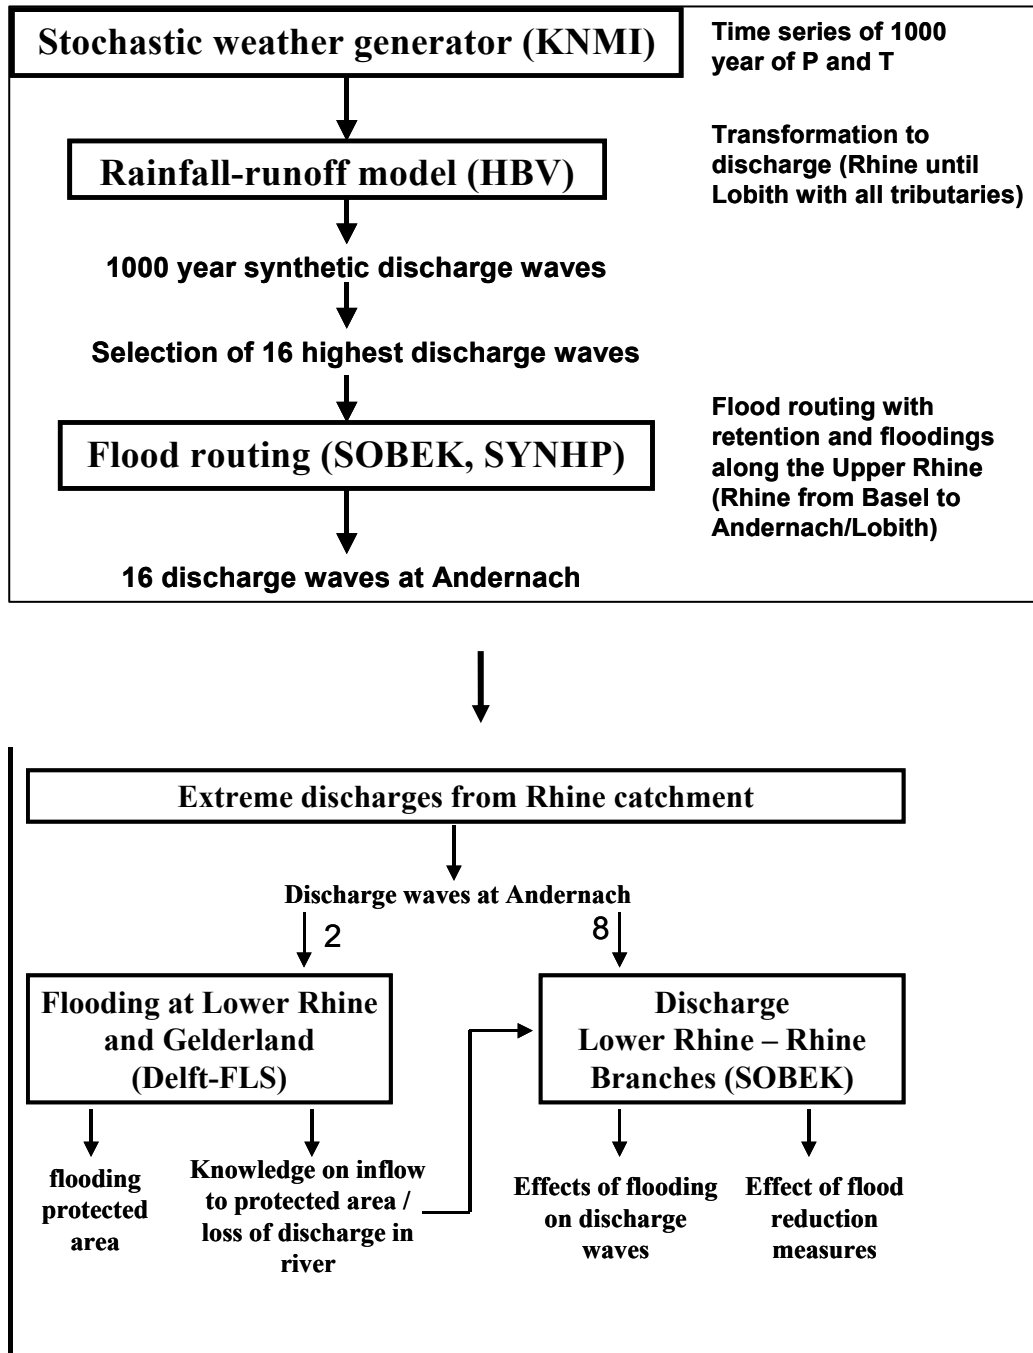 Stochastic weather generator (KNMI)
Time series of 1000
year of P and T
Rainfall-runoff model (HBV)
Transformation to
discharge (Rhine until
Lobith with all tributaries)
1000 year synthetic discharge waves
Selection of 16 highest discharge waves
Flood routing (SOBEK, SYNHP)
Flood routing with
retention and floodings
along the Upper Rhine
(Rhine from Basel to
Andernach/Lobith)
16 discharge waves at Andernach
Extreme discharges from Rhine catchment
Discharge waves at Andernach
2
8
Flooding at Lower Rhine
and Gelderland
(Delft-FLS)
Discharge
Lower Rhine – Rhine
Branches (SOBEK)
flooding
protected
area
Knowledge on inflow
to protected area /
loss of discharge in
river
Effects of flooding
on discharge
waves
Effect of flood
reduction
measures